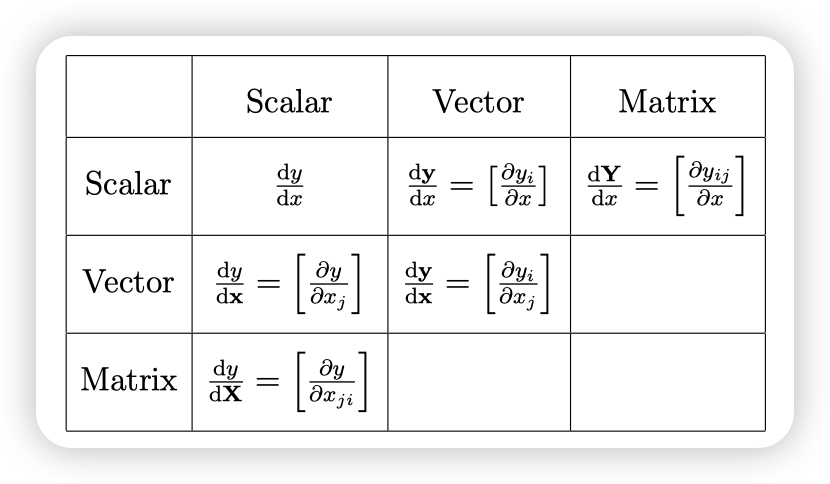 Scalar Vector Matrix
Scalar $\frac{\mathrm{d}y}{\mathrm{d}x}$ $\frac{\mathrm{d}\mathbf{y}}{\mathrm{d}x} = \left[\frac{\partial y_i}{\partial x}\right]$ $\frac{\mathrm{d}\mathbf{Y}}{\mathrm{d}x} = \left[\frac{\partial y_{ij}}{\partial x}\right]$
Vector $\frac{\mathrm{d}y}{\mathrm{d}\mathbf{x}} = \left[\frac{\partial y}{\partial x_j}\right]$ $\frac{\mathrm{d}\mathbf{y}}{\mathrm{d}\mathbf{x}} = \left[\frac{\partial y_i}{\partial x_j}\right]$
Matrix $\frac{\mathrm{d}y}{\mathrm{d}\mathbf{X}} = \left[\frac{\partial y}{\partial x_{ji}}\right]$